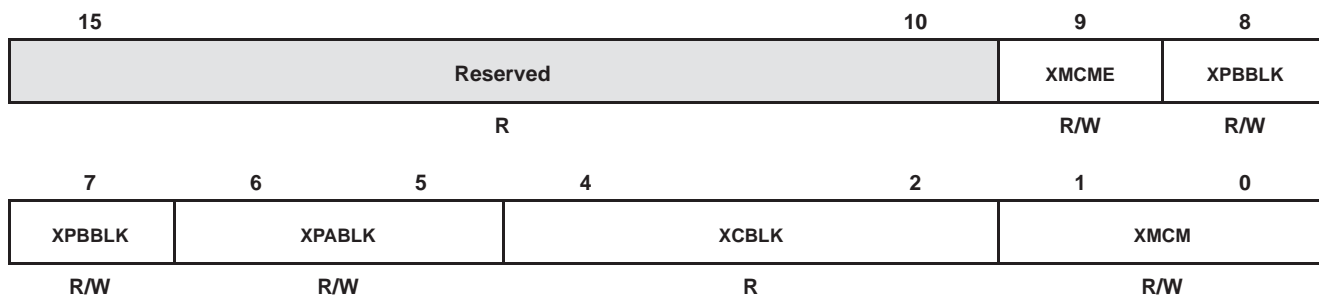 15 10 9 8
Reserved XMCME XPBBLK
R R/W R/W
7 6 5 4 2 1 0
XPBBLK XPABLK XCBLK XMCM
R/W R/W R R/W